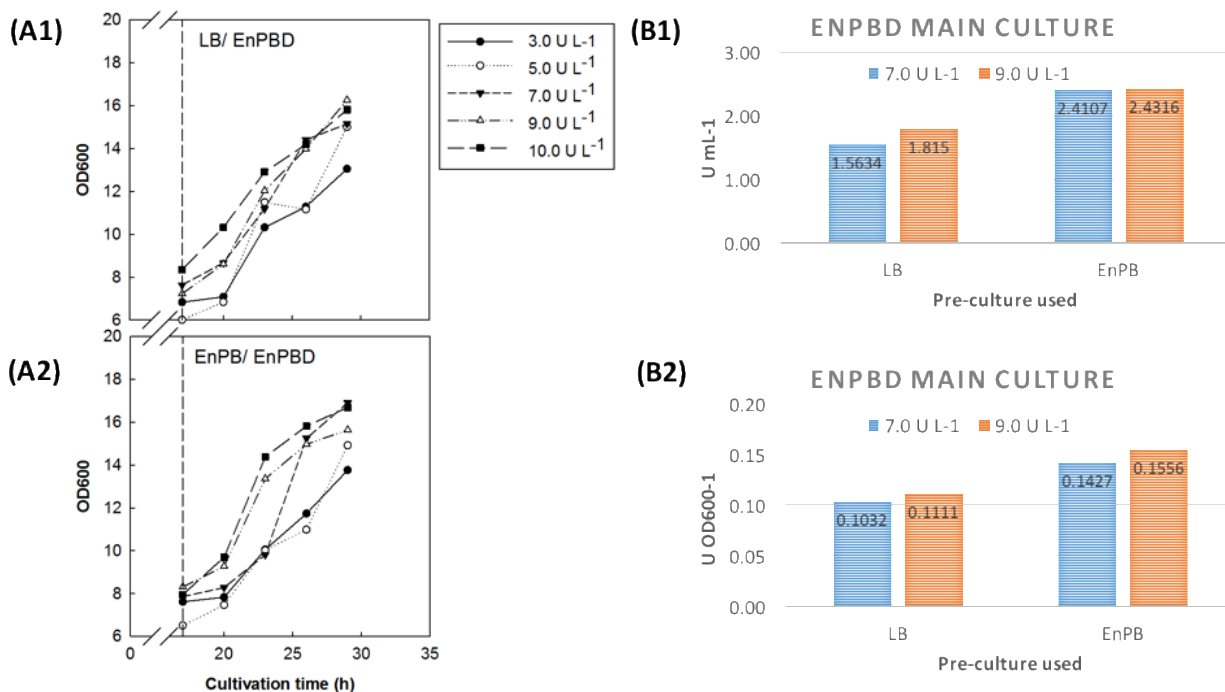 (A1)
LB/ EnPBD
OD600
20
18
16
14
12
10
8
6
3.0 U L-1
5.0 U L-1
7.0 U L-1
9.0 U L-1
10.0 U L-1
(A2)
EnPB/ EnPBD
OD600
20
18
16
14
12
10
8
6
0
20
25
30
35
Cultivation time (h)
(B1)
ENPBD MAIN CULTURE
7.0 U L-1 9.0 U L-1
U mL-1
3.00
2.00
1.00
0.00
1.5634
1.815
2.4107
2.4316
LB
EnPB
Pre-culture used
(B2)
ENPBD MAIN CULTURE
7.0 U L-1 9.0 U L-1
U OD600-1
0.20
0.15
0.10
0.05
0.00
0.1032
0.1111
0.1427
0.1556
LB
EnPB
Pre-culture used